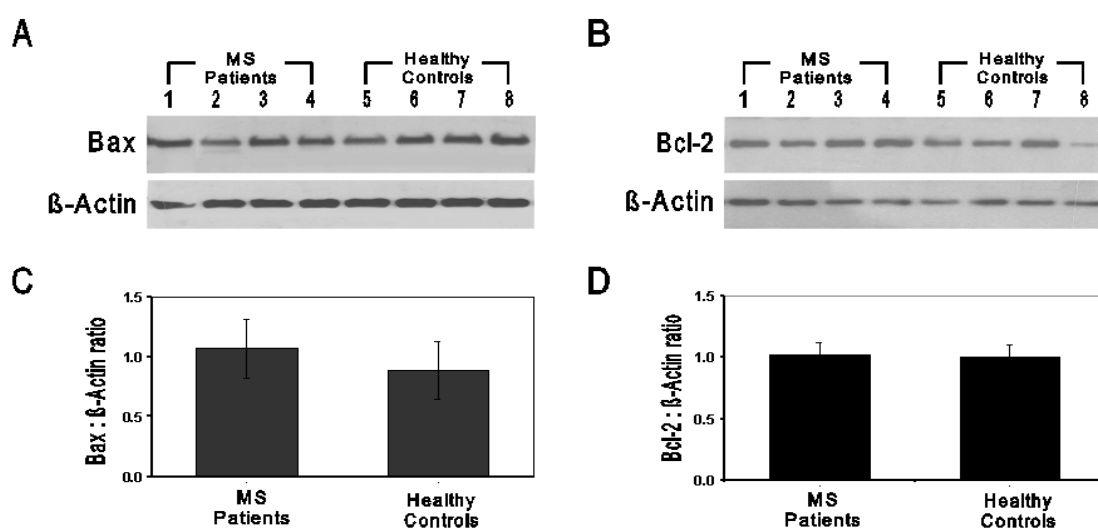 A
MS
Patients
Healthy
Controls
1 2 3 4 5 6 7 8
Bax
ß-Actin
B
MS
Patients
Healthy
Controls
1 2 3 4 5 6 7 8
Bcl-2
ß-Actin
C
Bax : ß-Actin ratio
1.5
1.0
0.5
0.0
MS
Patients
Healthy
Controls
D
Bcl-2 : ß-Actin ratio
1.5
1.0
0.5
0.0
MS
Patients
Healthy
Controls